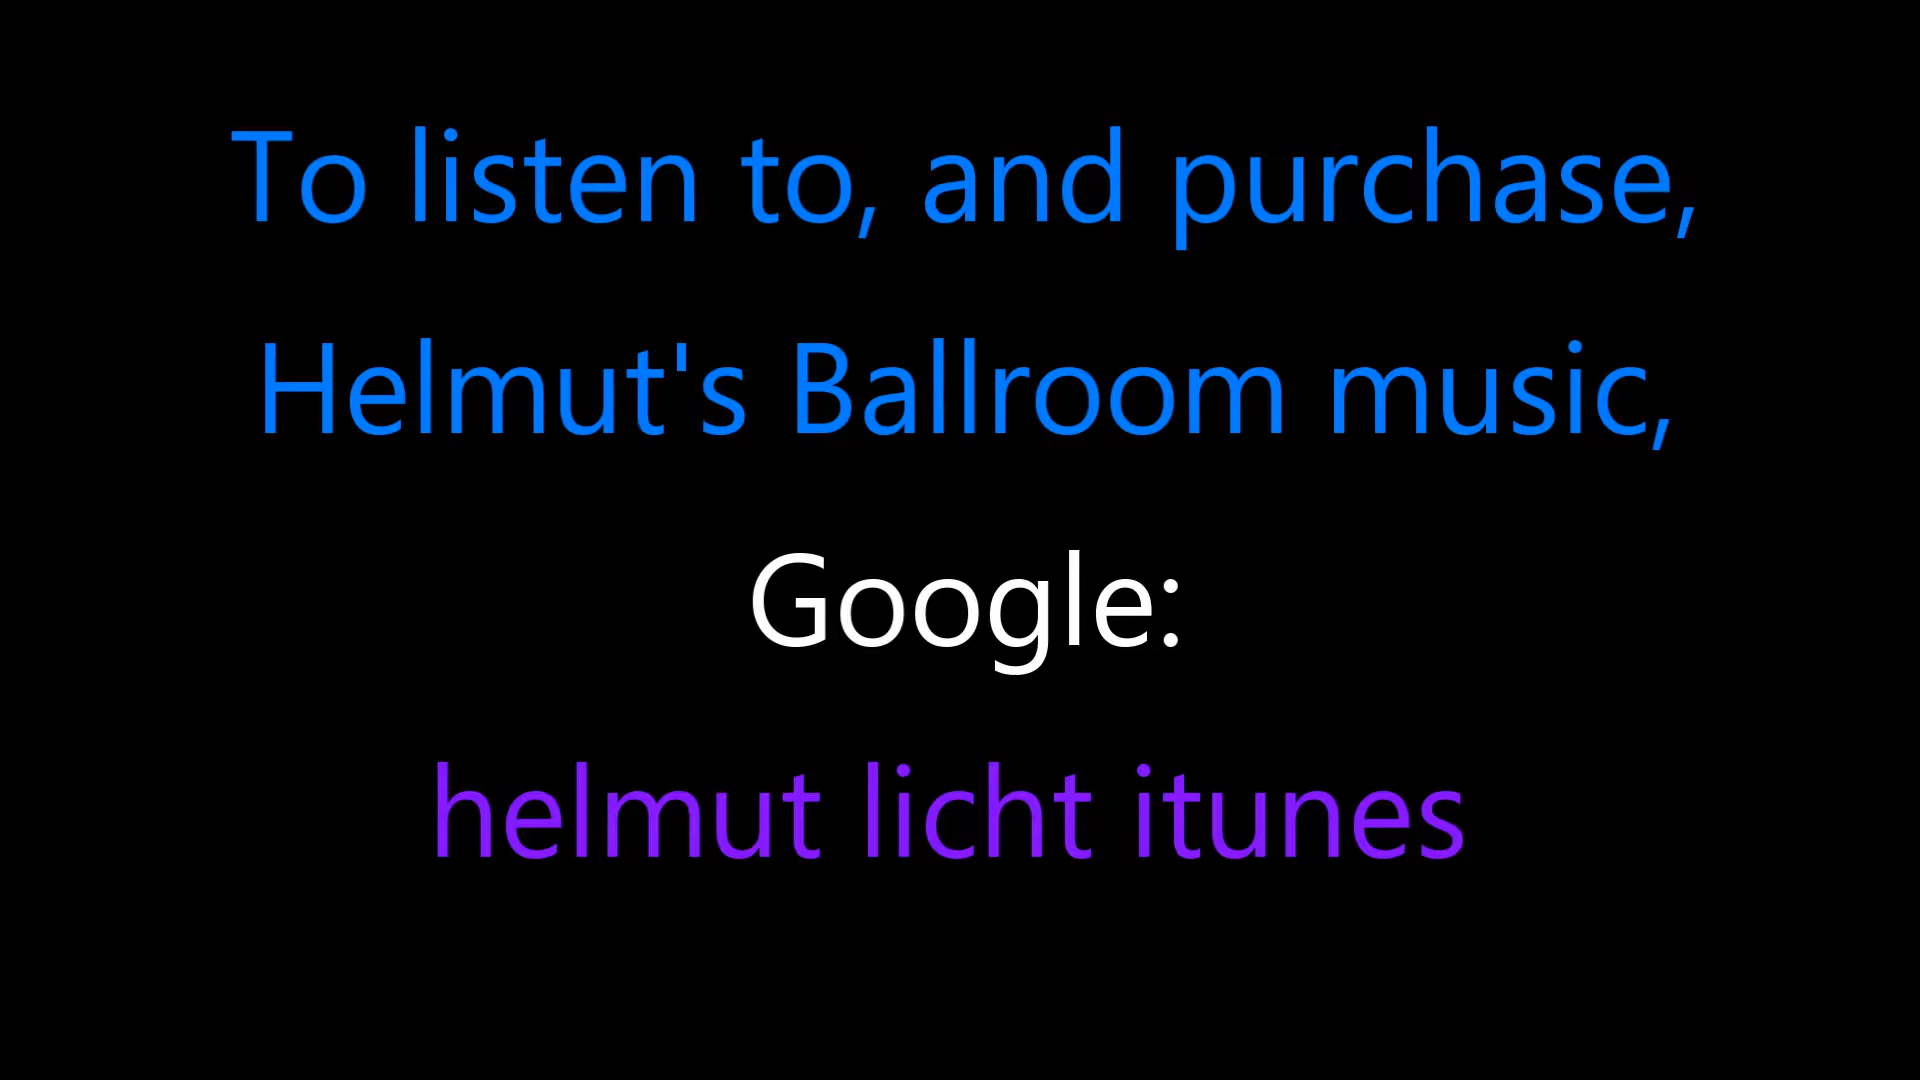 To listen to, and purchase,
Helmut's Ballroom music,
Google:
helmut licht itunes